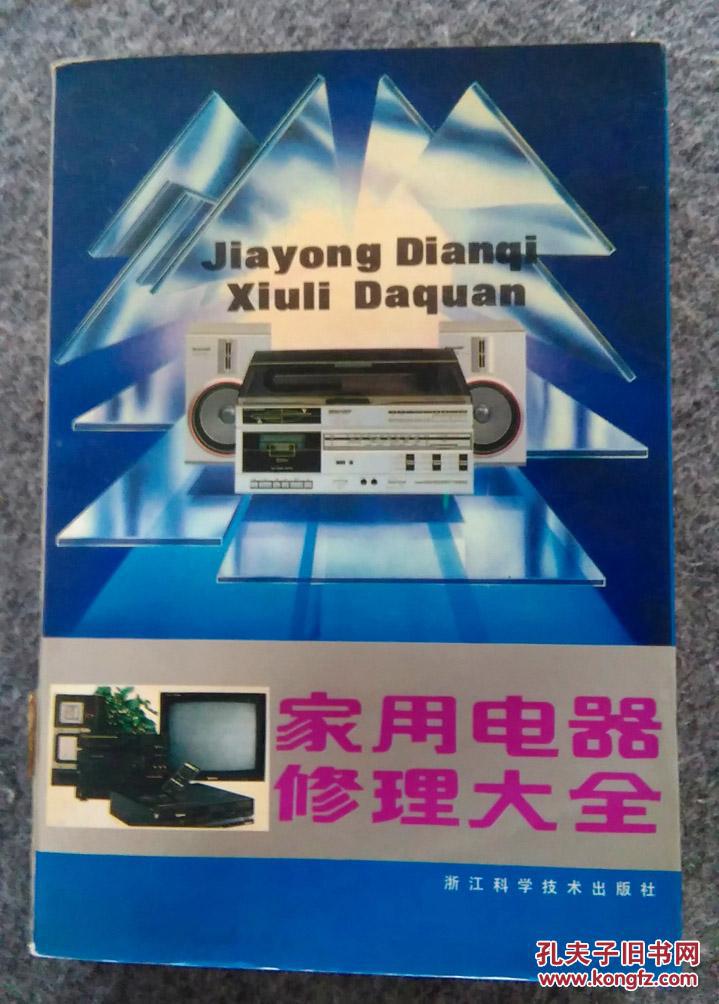 Jiayong Dianqi
Xiuli Daquan
家用电器
修理大全
浙江科学技术出版社
孔夫子旧书网
www.kongfz.com